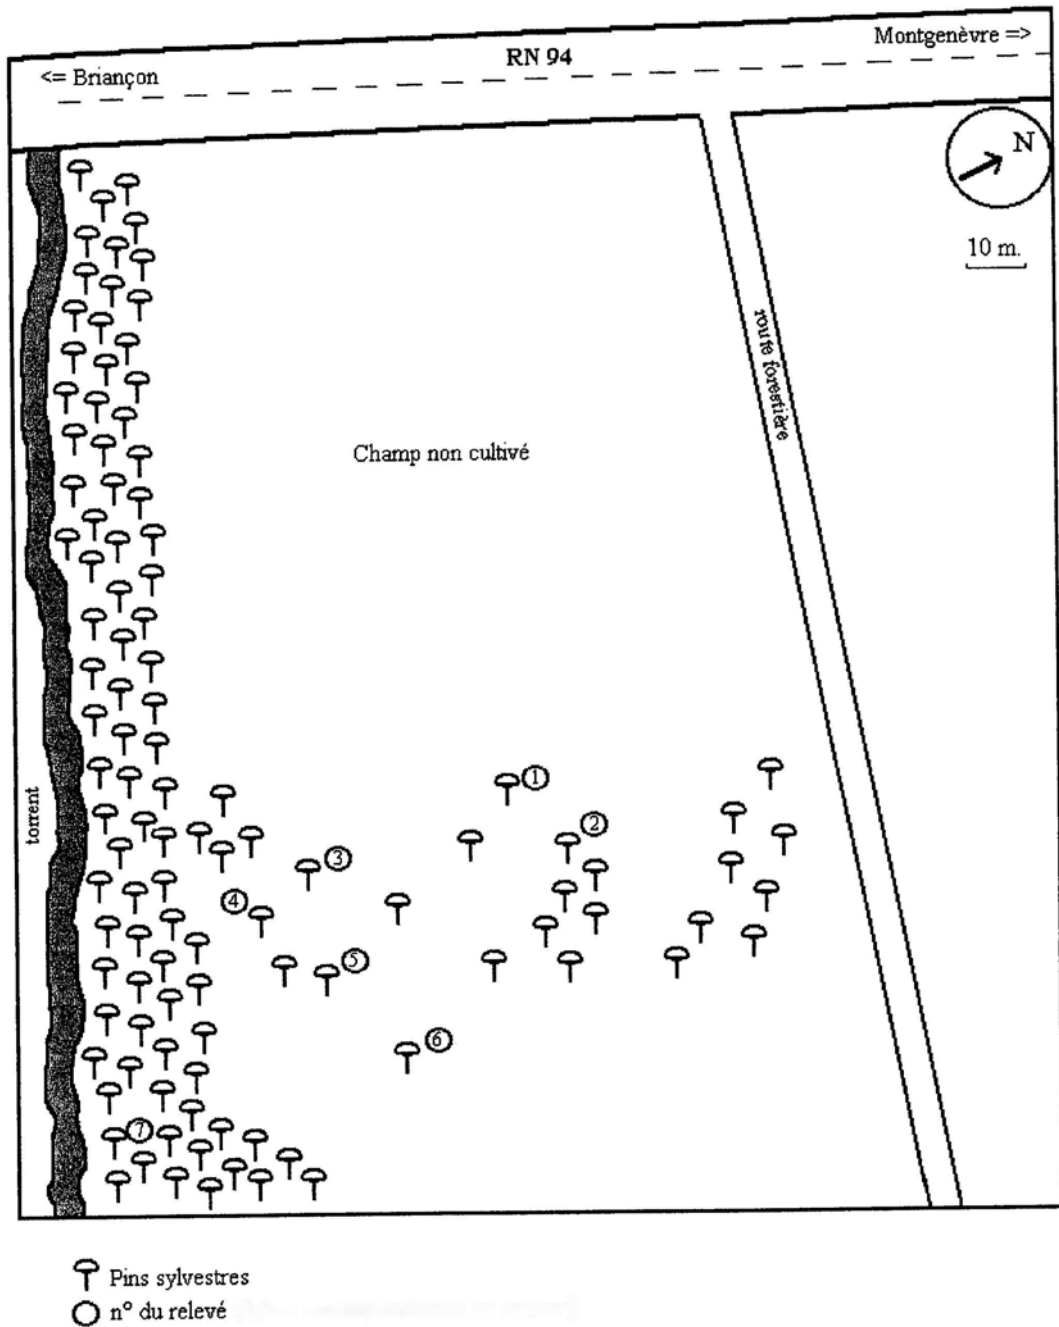 <= Briançon
RN 94
Montgenèvre =>
N
10 m.
route forestière
Champ non cultivé
torrent
1
2
3
4
5
6
7
Pins sylvestres
n° du relevé